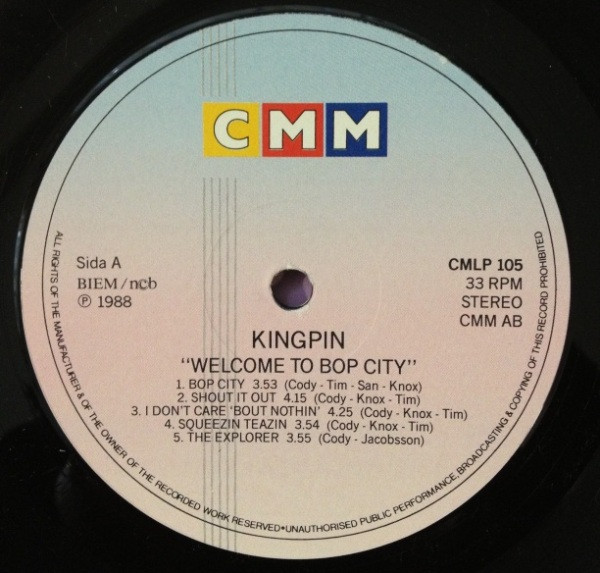 CMM
Sida A
BIEM/ncb
℗ 1988
CMLP 105
33 RPM
STEREO
CMM AB
KINGPIN
"WELCOME TO BOP CITY"
1. BOP CITY 3.53 (Cody - Tim - San - Knox)
2. SHOUT IT OUT 4.15 (Cody - Knox - Tim)
3. I DON'T CARE 'BOUT NOTHIN' 4.25 (Cody - Knox - Tim)
4. SQUEEZIN TEAZIN 3.54 (Cody - Knox - Tim)
5. THE EXPLORER 3.55 (Cody - Jacobsson)
ALL RIGHTS OF THE MANUFACTURER & OF THE OWNER OF THE RECORDED WORK RESERVED•UNAUTHORISED PUBLIC PERFORMANCE, BROADCASTING & COPYING OF THIS RECORD PROHIBITED